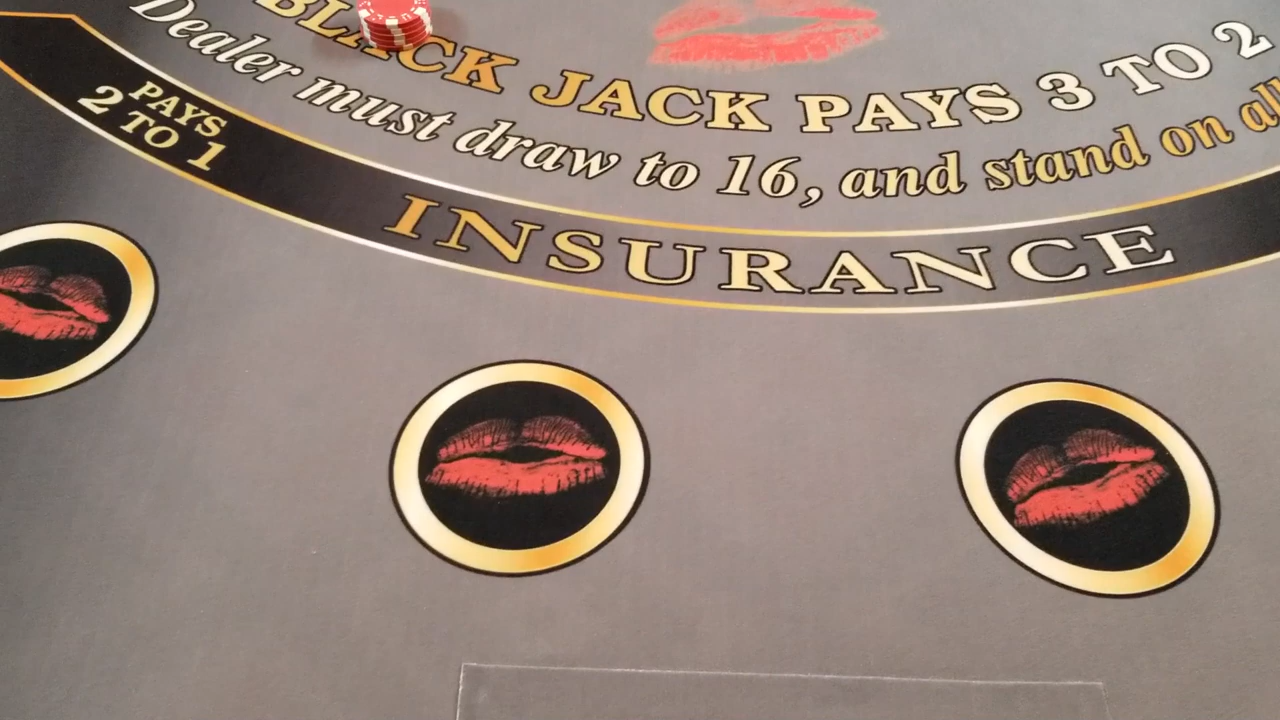 BLACK JACK PAYS 3 TO 2
Dealer must draw to 16, and stand on all
PAYS
2 TO 1
INSURANCE